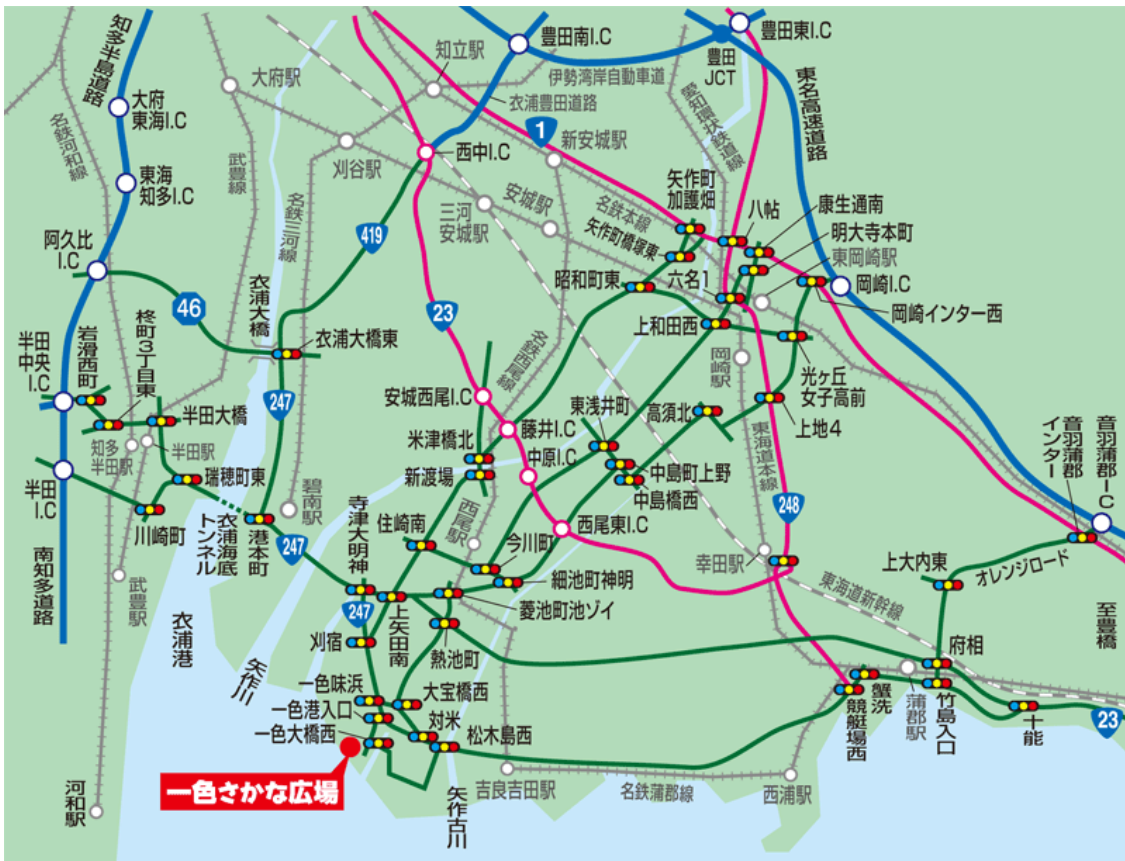 知多半島道路
大府
東海I.C
東海
知多I.C
阿久比
I.C
名鉄河和線
武豊線
大府駅
知立駅
豊田南I.C
豊田
JCT
豊田東I.C
伊勢湾岸自動車道
衣浦豊田道路
愛知環状鉄道線
東名高速道路
1
新安城駅
刈谷駅
西中I.C
名鉄三河線
三河
安城駅
安城駅
名鉄本線
矢作町
加護畑
矢作町橋塚東
八帖
康生通南
明大寺本町
東岡崎駅
岡崎I.C
岡崎インター西
419
昭和町東
六名1
上和田西
46
衣浦大橋
衣浦大橋東
23
247
名鉄西尾線
岡崎駅
光ヶ丘
女子高前
半田
中央
I.C
岩滑西町
柊町3丁目東
半田大橋
知多
半田駅
半田駅
安城西尾I.C
藤井I.C
東浅井町
高須北
上地4
米津橋北
新渡場
中原I.C
中島町上野
中島橋西
東海道本線
248
音羽蒲郡
インター
音羽蒲郡I.C
半田
I.C
瑞穂町東
川崎町
衣浦海底
トンネル
港本町
碧南駅
247
寺津大明神
住崎南
西尾駅
西尾東I.C
今川町
細池町神明
幸田駅
上大内東
オレンジロード
東海道新幹線
至豊橋
南知多道路
武豊駅
衣浦港
247
上矢田南
菱池町池ゾイ
刈宿
熱池町
矢作川
一色味浜
一色港入口
一色大橋西
大宝橋西
対米
松木島西
府相
蟹洗
競艇場西
蒲郡駅
竹島入口
十能
23
一色さかな広場
河和駅
矢作古川
吉良吉田駅
名鉄蒲郡線
西浦駅